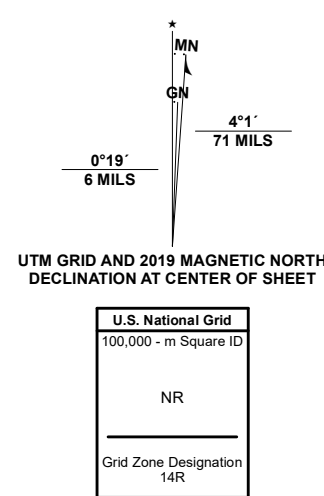 ★
MN
GN
4°1´
71 MILS
0°19´
6 MILS
UTM GRID AND 2019 MAGNETIC NORTH
DECLINATION AT CENTER OF SHEET
U.S. National Grid
100,000 - m Square ID
NR
Grid Zone Designation
14R